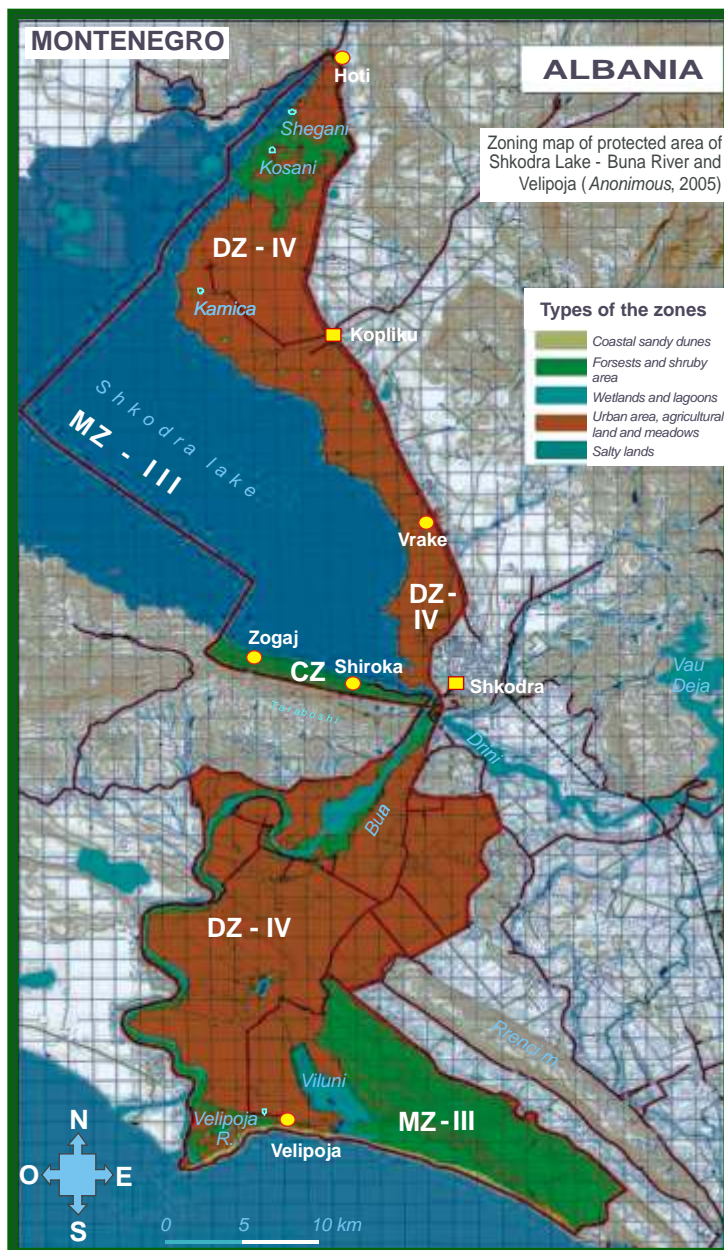 MONTENEGRO
ALBANIA
Hoti
Zoning map of protected area of
Shkodra Lake - Buna River and
Velipoja (Anonimous, 2005)
Shegani
Kosani
DZ - IV
Kamica
Kopliku
Types of the zones
Coastal sandy dunes
Forsests and shruby
area
Wetlands and lagoons
Urban area, agricultural
land and meadows
Salty lands
Shkodra lake
MZ - III
Vrake
DZ -
IV
Zogaj
CZ
Shiroka
Shkodra
Vau
Deja
Taraboshi
Drini
Bua
DZ - IV
Rrenci m.
Viluni
Velipoja
R.
MZ - III
Velipoja
N
O
E
S
0 5 10 km